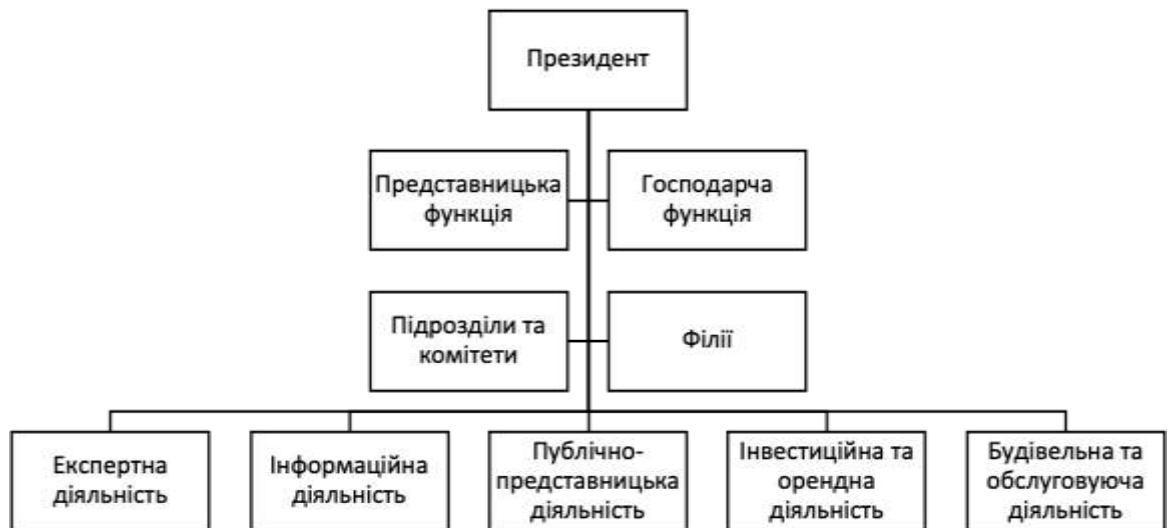 Президент
Представницька
функція
Господарча
функція
Підрозділи та
комітети
Філії
Експертна
діяльність
Інформаційна
діяльність
Публічно-
представницька
діяльність
Інвестиційна та
орендна
діяльність
Будівельна та
обслуговуюча
діяльність